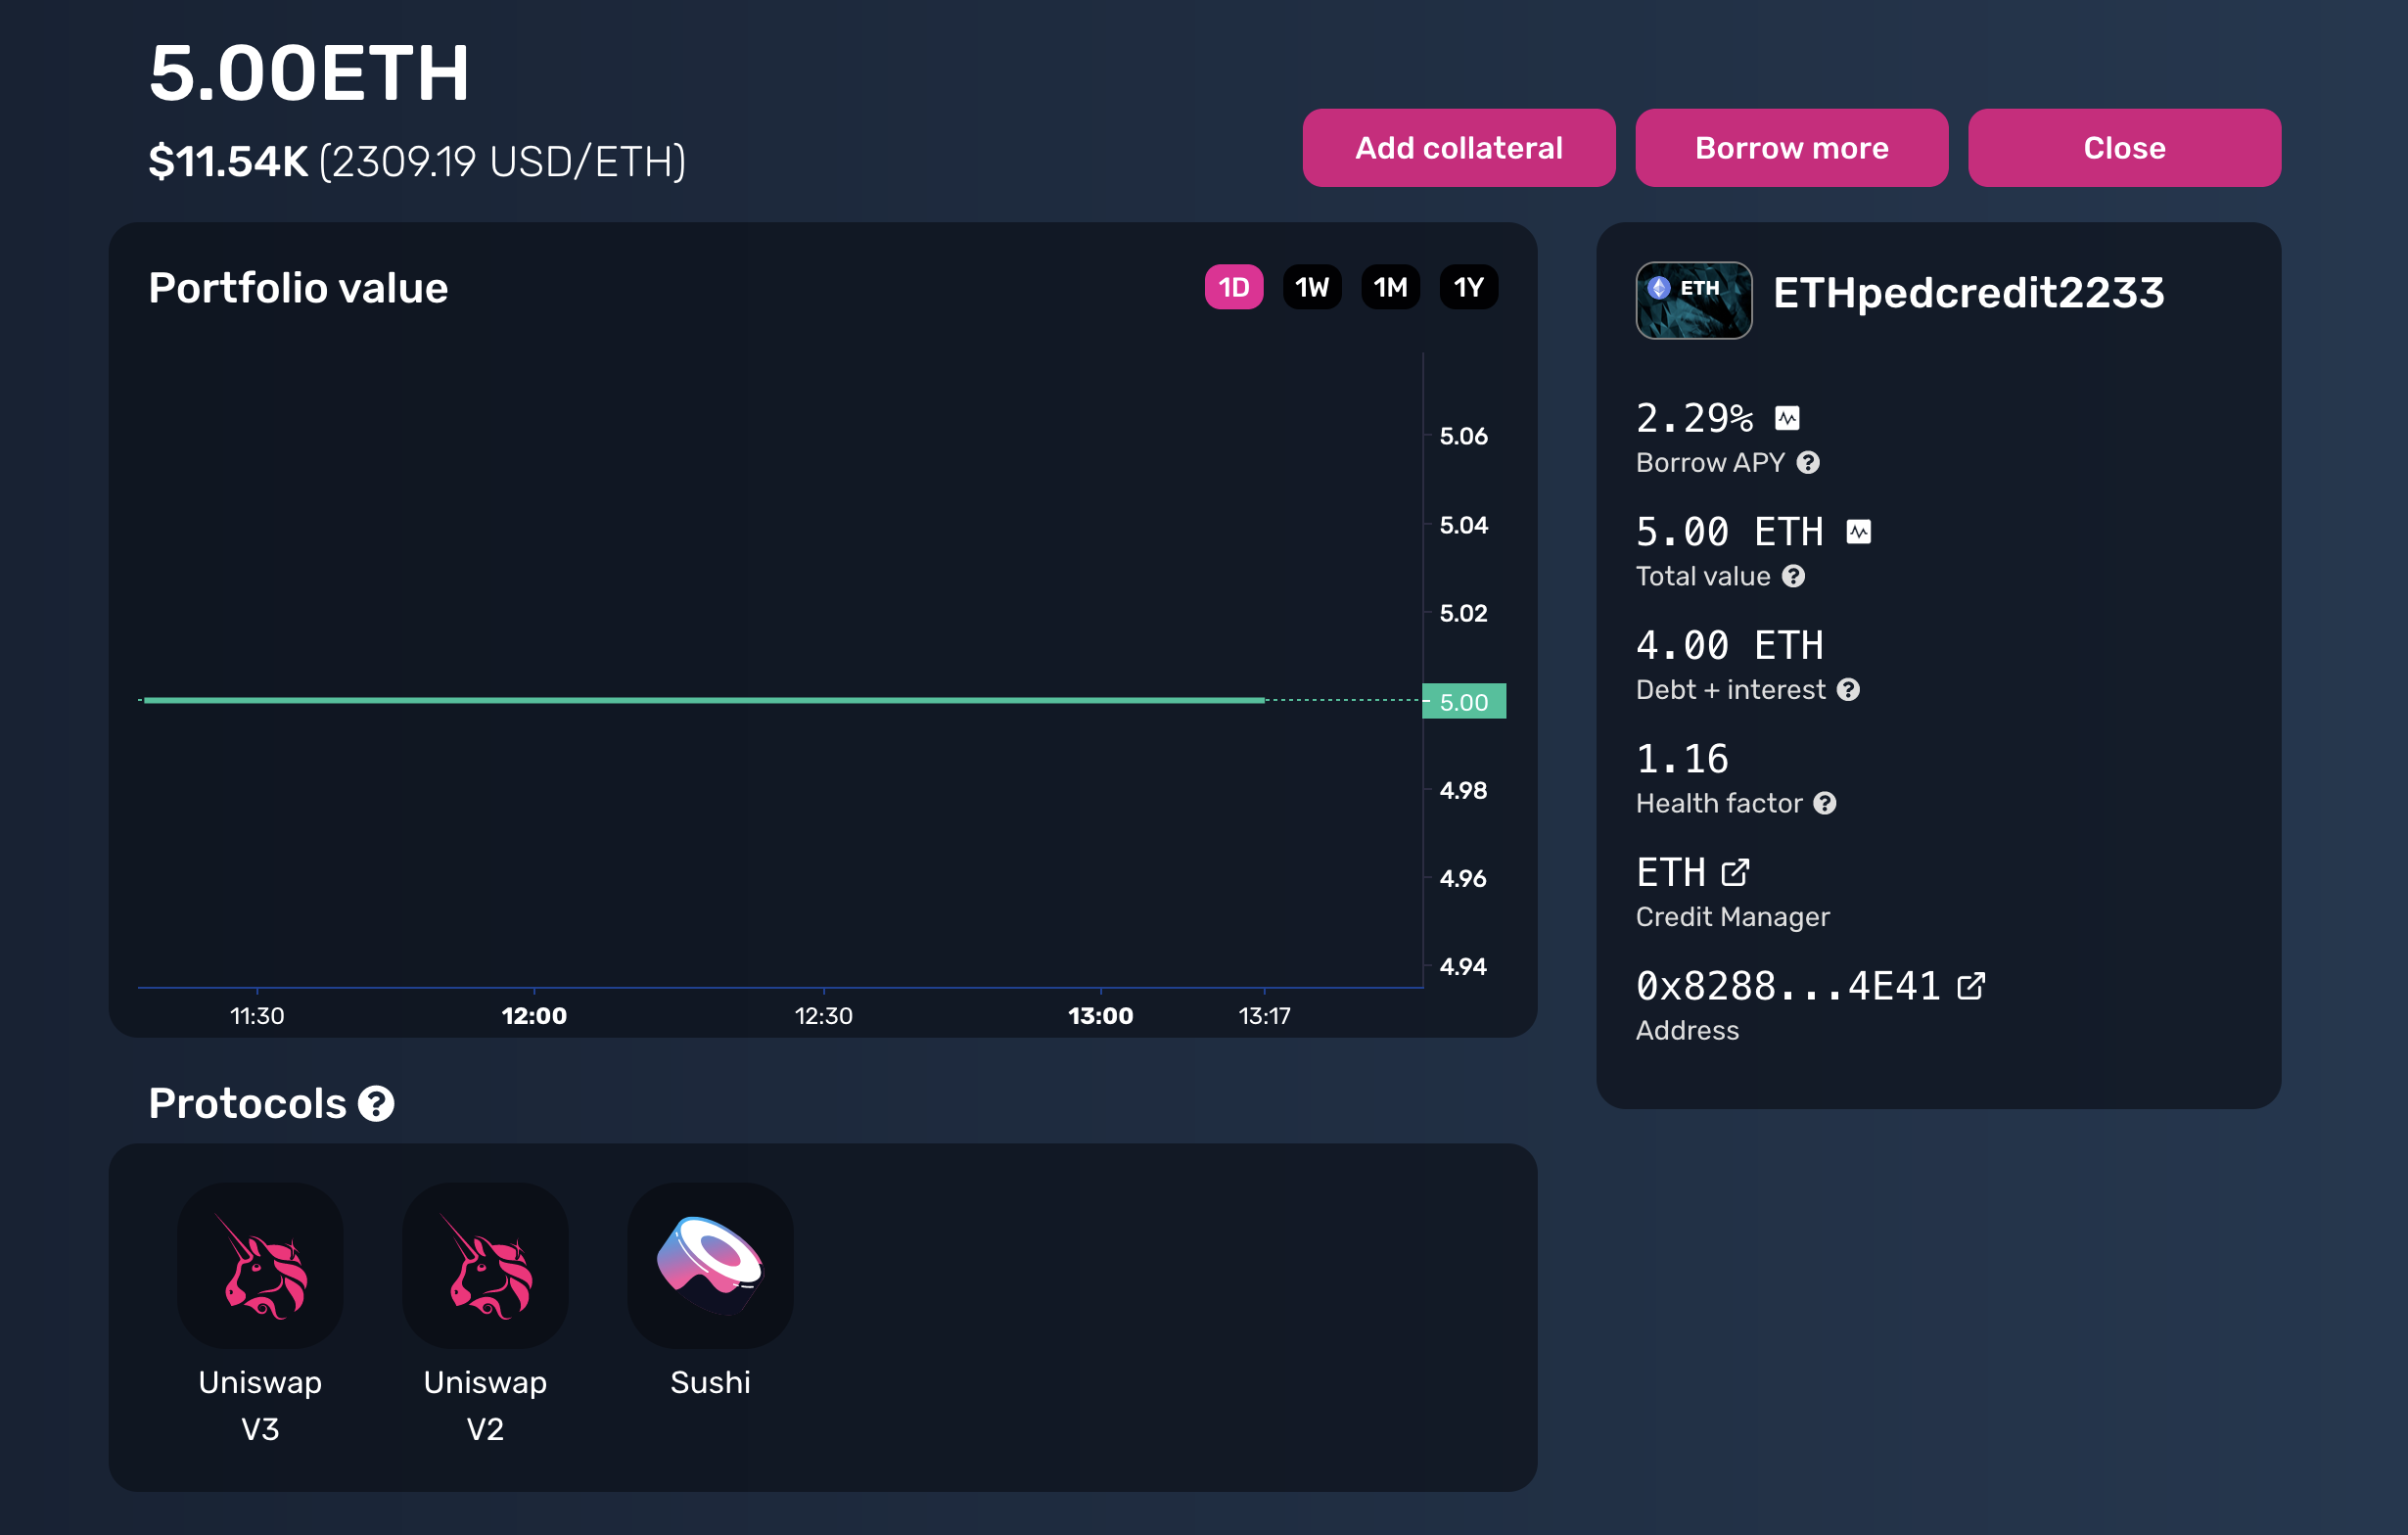 5.00ETH
$11.54K (2309.19 USD/ETH)
Add collateral
Borrow more
Close
Portfolio value
1D
1W
1M
1Y
5.06
5.04
5.02
5.00
4.98
4.96
4.94
11:30
12:00
12:30
13:00
13:17
ETH
ETHpedcredit2233
2.29%
Borrow APY
5.00 ETH
Total value
4.00 ETH
Debt + interest
1.16
Health factor
ETH
Credit Manager
0x8288...4E41
Address
Protocols
Uniswap
V3
Uniswap
V2
Sushi